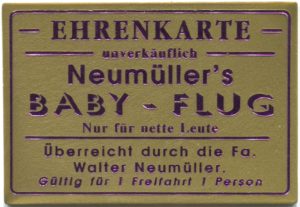 EHRENKARTE
unverkäuflich
Neumüller's
BABY - FLUG
Nur für nette Leute
Überreicht durch die Fa.
Walter Neumüller.
Gültig für 1 Freifahrt 1 Person